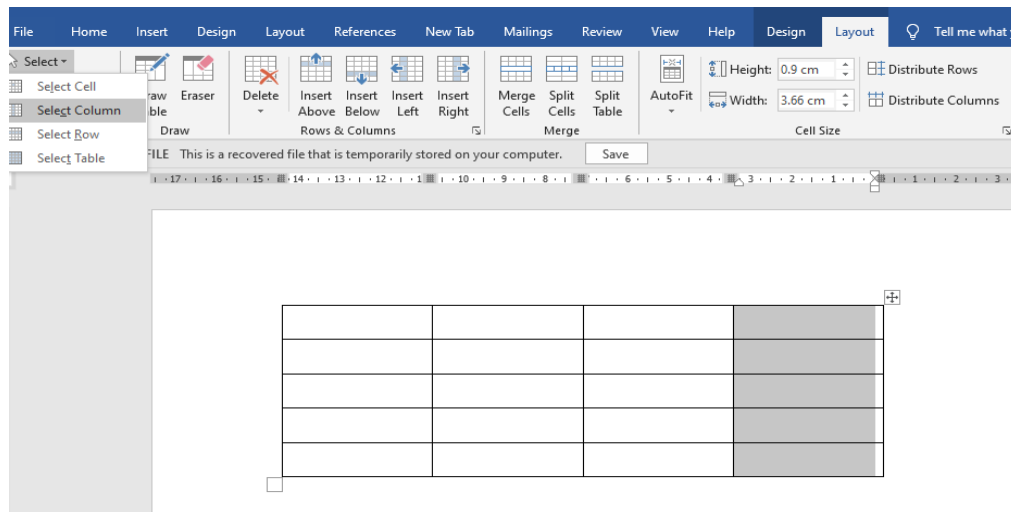 File Home Insert Design Layout References New Tab Mailings Review View Help Design Layout Tell me what
Select
Select Cell
Select Column
Select Row
Select Table
raw
ble
Eraser
Draw
Delete
Insert
Above
Insert
Below
Insert
Left
Insert
Right
Rows & Columns
Merge
Cells
Split
Cells
Split
Table
Merge
AutoFit
Height: 0.9 cm
Width: 3.66 cm
Distribute Rows
Distribute Columns
Cell Size
FILE This is a recovered file that is temporarily stored on your computer. Save
17 16 15 14 13 12 1 10 9 8 6 5 4 3 2 1 1 2 3